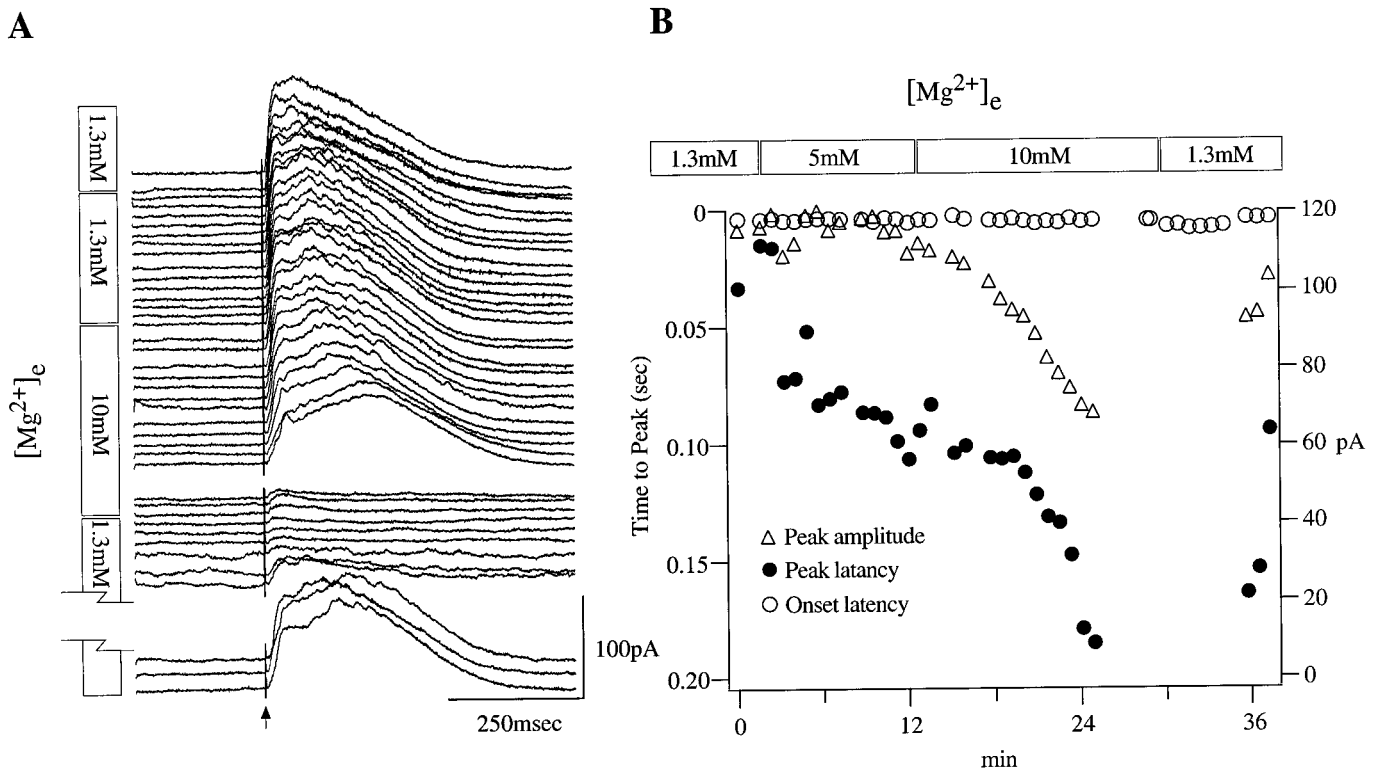 A
B
[Mg2+]e
1.3mM
5mM
10mM
1.3mM
1.3mM
1.3mM
10mM
1.3mM
[Mg2+]e
100pA
250msec
Time to Peak (sec)
0
0.05
0.10
0.15
0.20
120
100
80
60
40
20
0
pA
Peak amplitude
Peak latancy
Onset latency
0
12
24
36
min